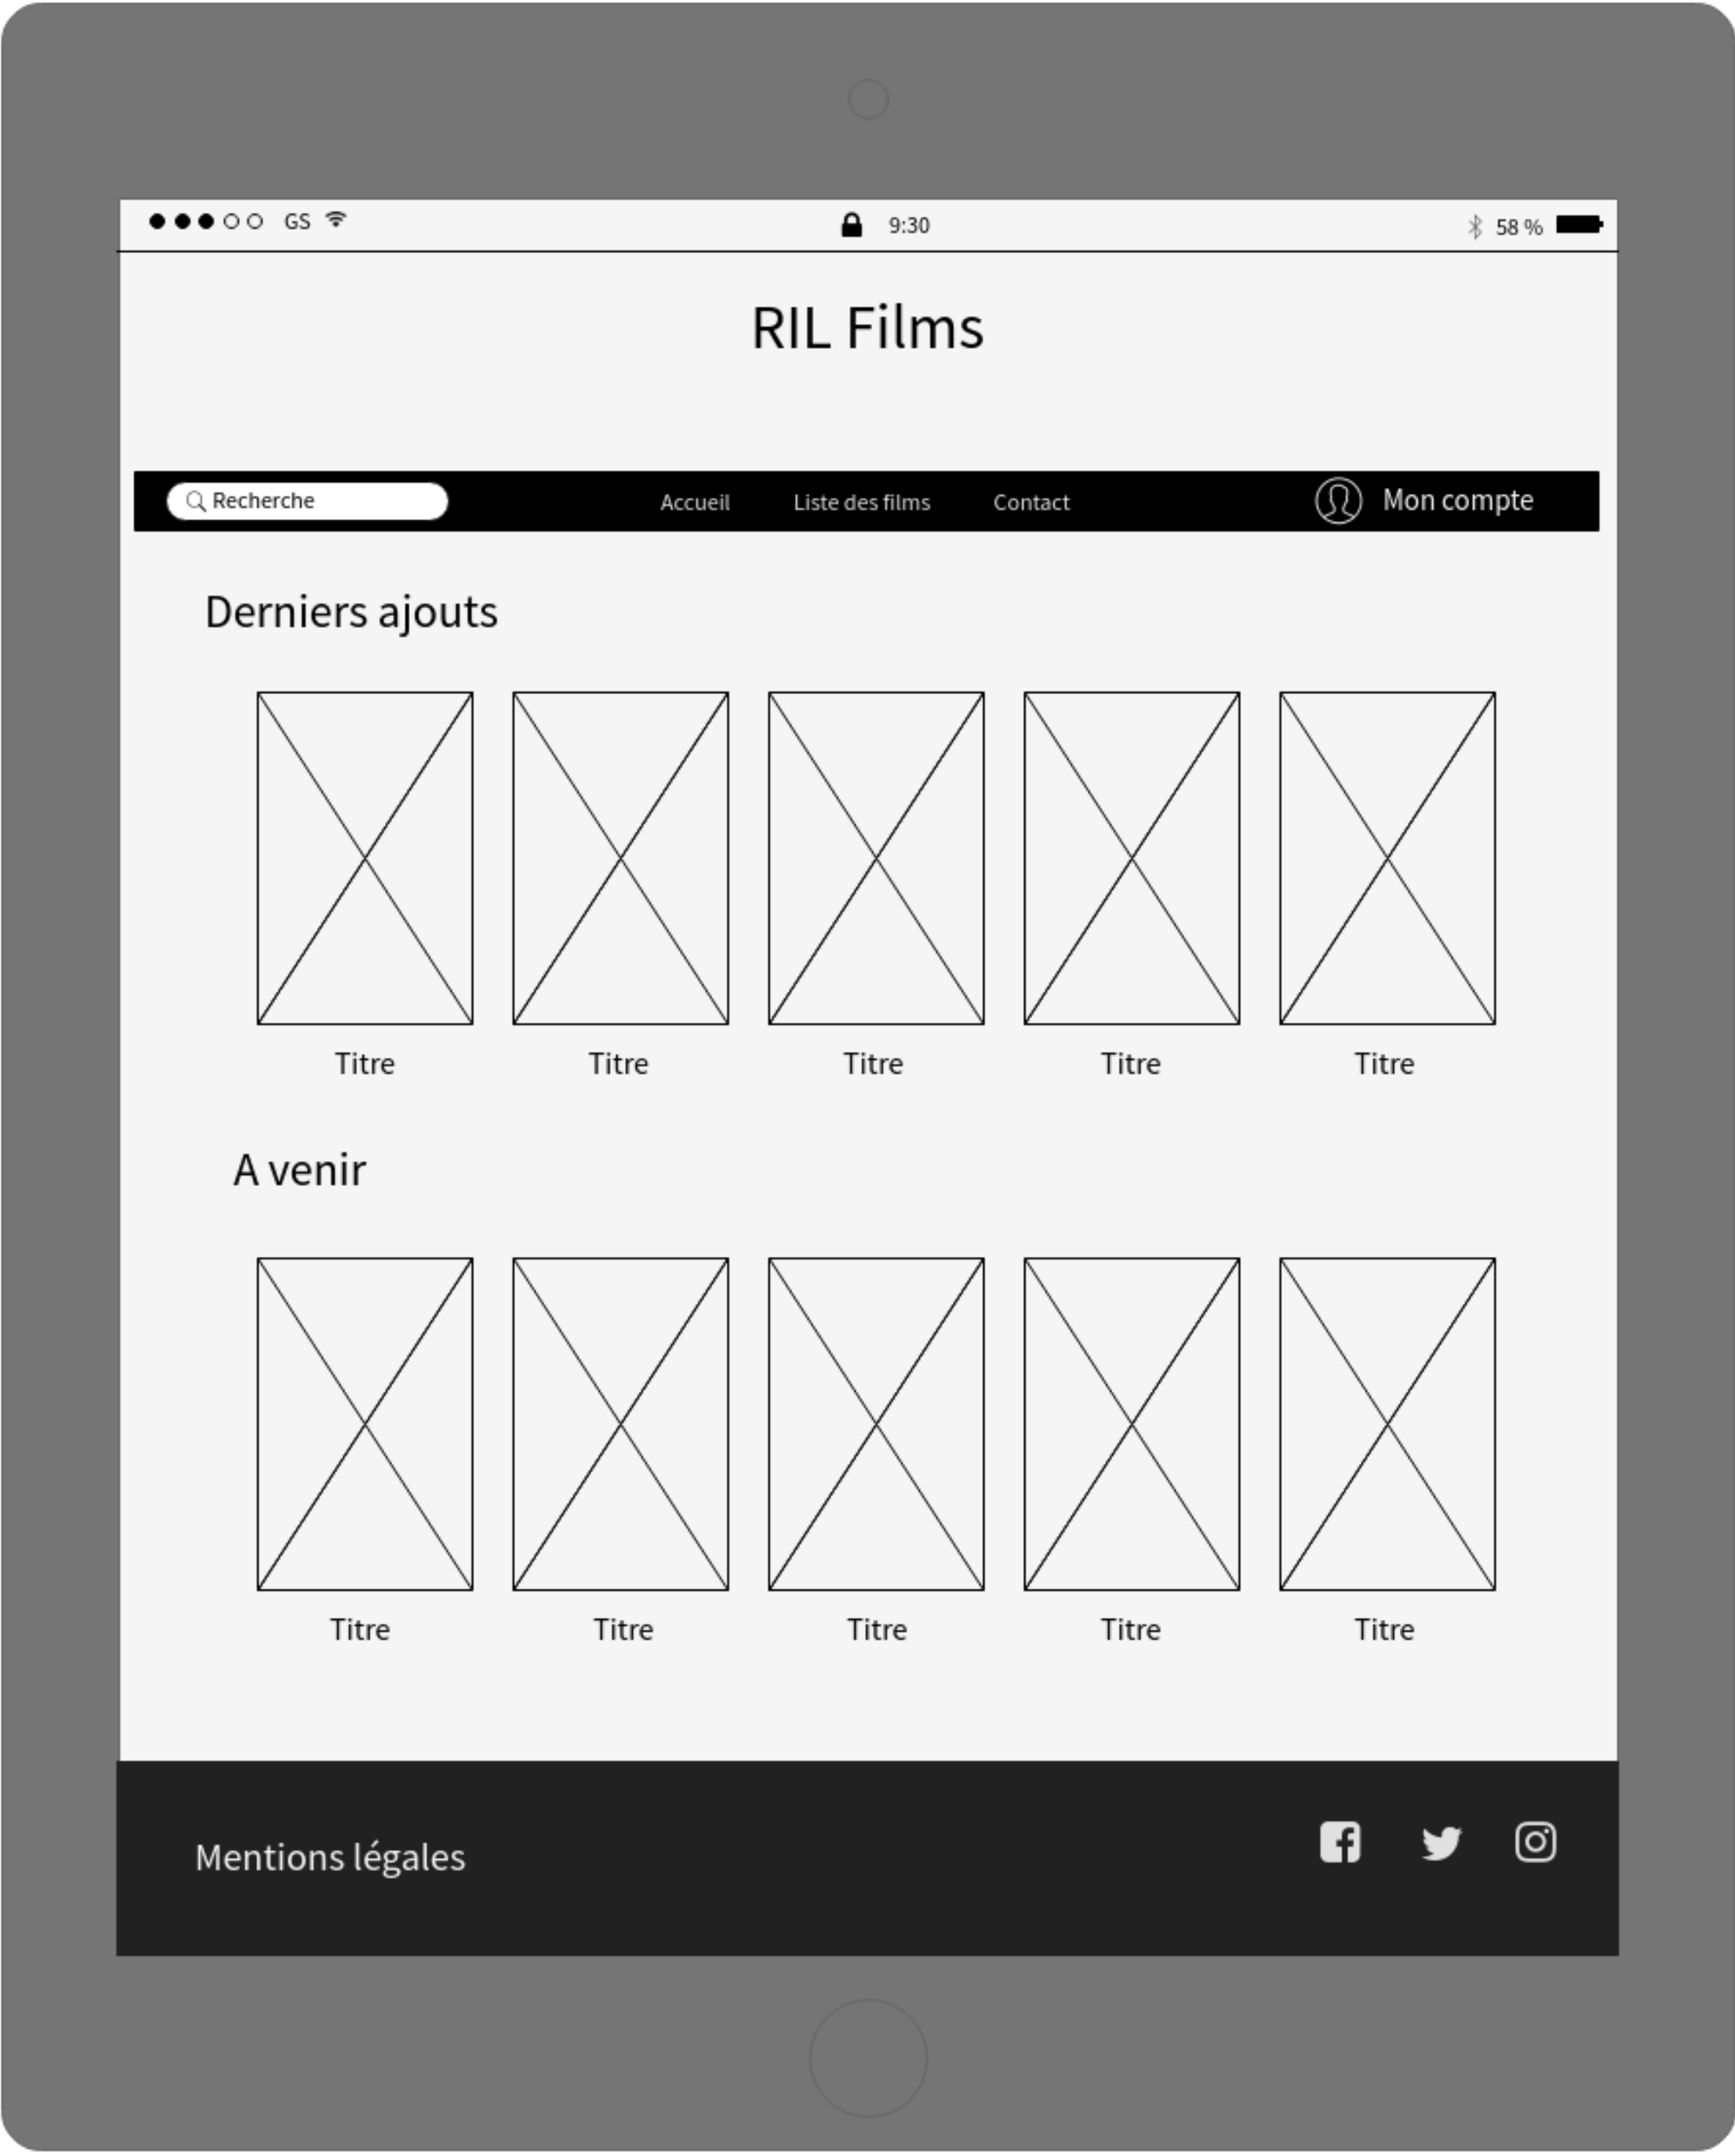 GS 9:30 58 %
RIL Films
Recherche Accueil Liste des films Contact Mon compte
Derniers ajouts
Titre Titre Titre Titre Titre
A venir
Titre Titre Titre Titre Titre
Mentions légales